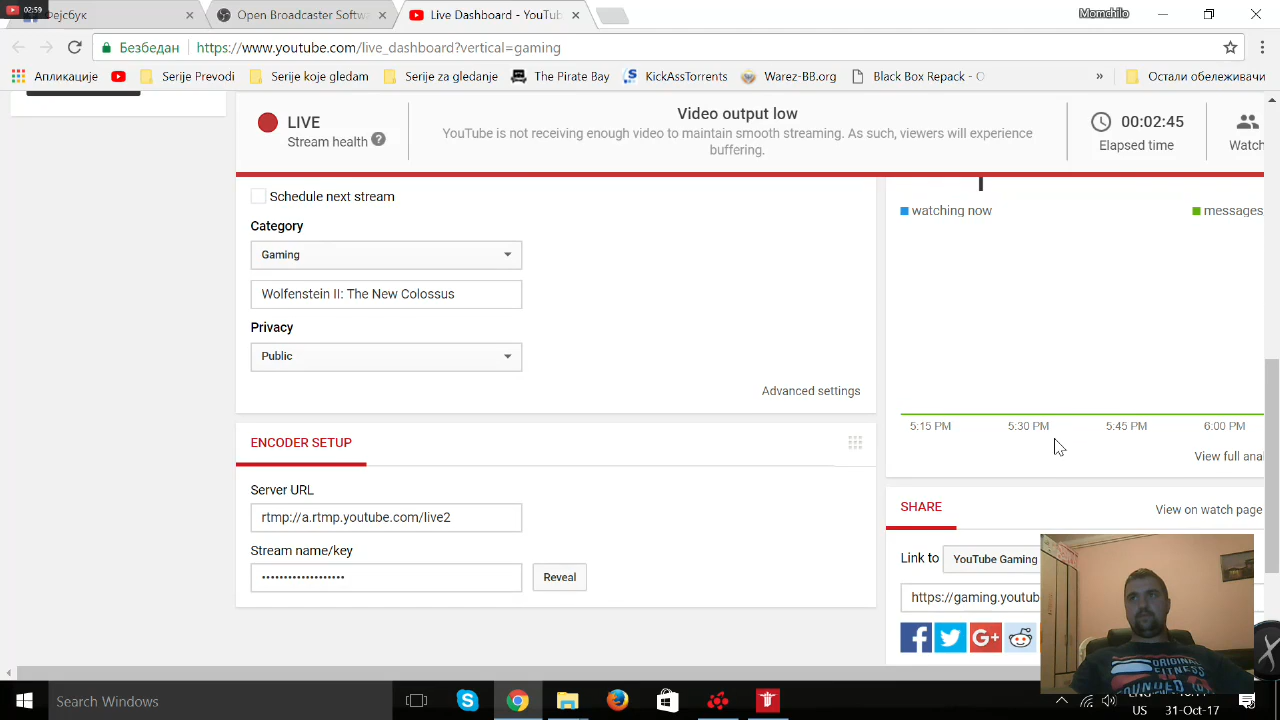 02:59
ејсбук
Open Broadcaster Softw
Live Dashboard - YouTub
Momchilo
Безбедан
https://www.youtube.com/live_dashboard?vertical=gaming
Апликације
Serije Prevodi
Serije koje gledam
Serije za gledanje
The Pirate Bay
KickAssTorrents
Warez-BB.org
Black Box Repack - O
»
Остали обележивачи
LIVE
Stream health ?
Video output low
YouTube is not receiving enough video to maintain smooth streaming. As such, viewers will experience
buffering.
00:02:45
Elapsed time
Watch
Schedule next stream
Category
Gaming
Wolfenstein II: The New Colossus
Privacy
Public
Advanced settings
watching now
messages
5:15 PM
5:30 PM
5:45 PM
6:00 PM
View full ana
ENCODER SETUP
Server URL
rtmp://a.rtmp.youtube.com/live2
Stream name/key
•••••••••••••••••••
Reveal
SHARE
View on watch page
Link to
YouTube Gaming
https://gaming.youtub
ORIGINAL
FITNESS
Search Windows
US
31-Oct-17